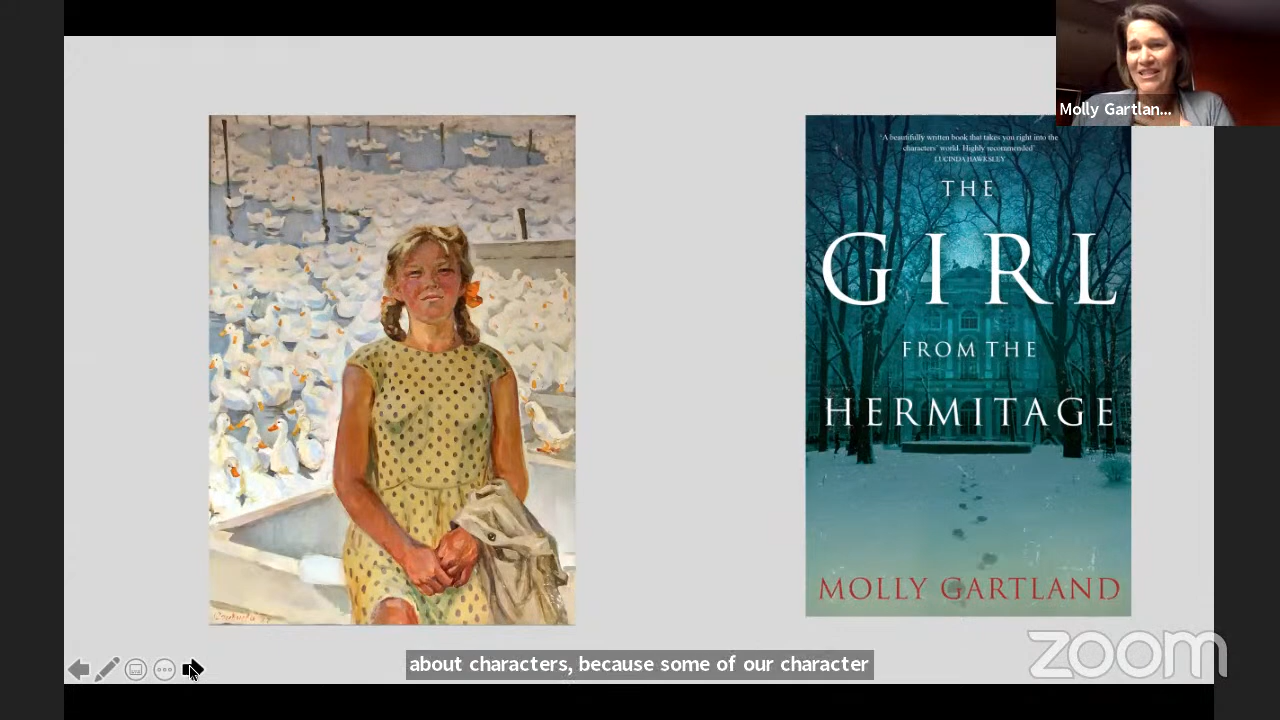 Molly Gartlan...
'A beautifully written book that takes you right into the
characters' world. Highly recommended'
LUCINDA HAWKSLEY
THE
GIRL
FROM THE
HERMITAGE
MOLLY GARTLAND
about characters, because some of our character
zoom